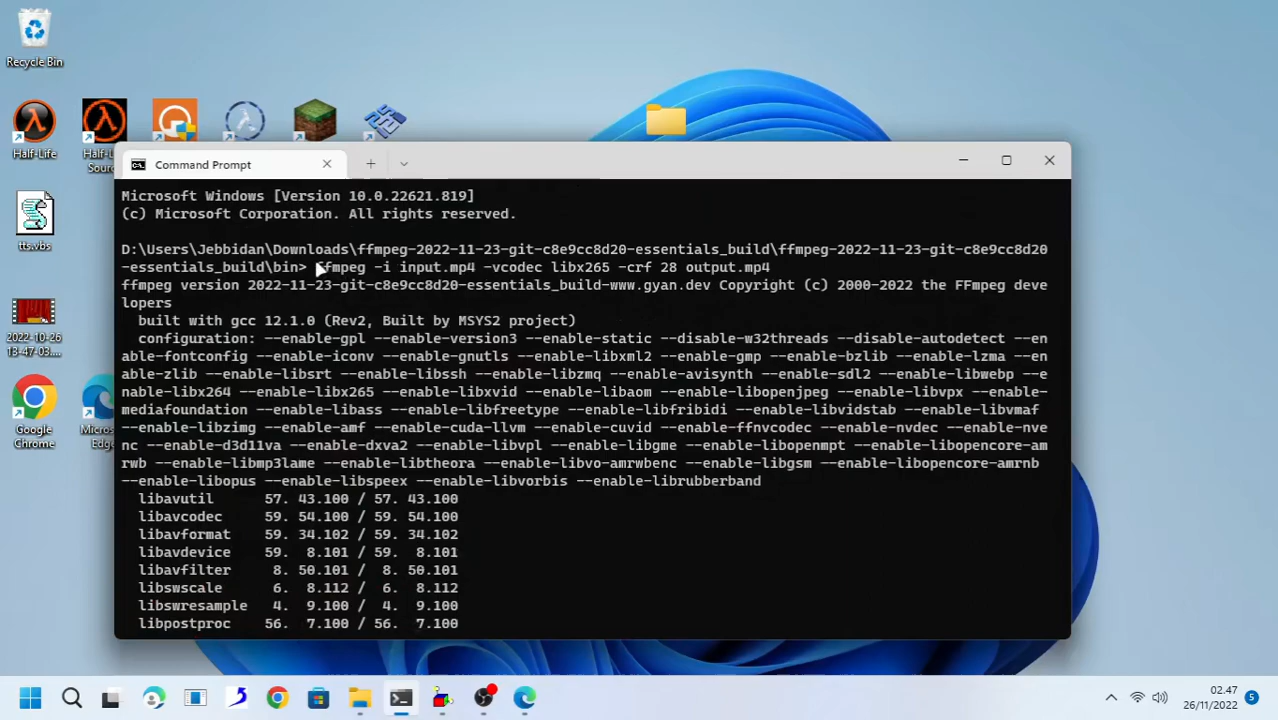 Recycle Bin
Half-Life
Half-L
Source
tts.vbs
2022-10-26
13-47-03....
Google
Chrome
Micros
Edge
Command Prompt
Microsoft Windows [Version 10.0.22621.819]
(c) Microsoft Corporation. All rights reserved.
D:\Users\Jebbidan\Downloads\ffmpeg-2022-11-23-git-c8e9cc8d20-essentials_build\ffmpeg-2022-11-23-git-c8e9cc8d20
-essentials_build\bin> ffmpeg -i input.mp4 -vcodec libx265 -crf 28 output.mp4
ffmpeg version 2022-11-23-git-c8e9cc8d20-essentials_build-www.gyan.dev Copyright (c) 2000-2022 the FFmpeg deve
lopers
built with gcc 12.1.0 (Rev2, Built by MSYS2 project)
configuration: --enable-gpl --enable-version3 --enable-static --disable-w32threads --disable-autodetect --en
able-fontconfig --enable-iconv --enable-gnutls --enable-libxml2 --enable-gmp --enable-bzlib --enable-lzma --en
able-zlib --enable-libsrt --enable-libssh --enable-libzmq --enable-avisynth --enable-sdl2 --enable-libwebp --e
nable-libx264 --enable-libx265 --enable-libxvid --enable-libaom --enable-libopenjpeg --enable-libvpx --enable-
mediafoundation --enable-libass --enable-libfreetype --enable-libfribidi --enable-libvidstab --enable-libvmaf
--enable-libzimg --enable-amf --enable-cuda-llvm --enable-cuvid --enable-ffnvcodec --enable-nvdec --enable-nve
nc --enable-d3d11va --enable-dxva2 --enable-libvpl --enable-libgme --enable-libopenmpt --enable-libopencore-am
rwb --enable-libmp3lame --enable-libtheora --enable-libvo-amrwbenc --enable-libgsm --enable-libopencore-amrnb
--enable-libopus --enable-libspeex --enable-libvorbis --enable-librubberband
libavutil 57. 43.100 / 57. 43.100
libavcodec 59. 54.100 / 59. 54.100
libavformat 59. 34.102 / 59. 34.102
libavdevice 59. 8.101 / 59. 8.101
libavfilter 8. 50.101 / 8. 50.101
libswscale 6. 8.112 / 6. 8.112
libswresample 4. 9.100 / 4. 9.100
libpostproc 56. 7.100 / 56. 7.100
02.47
26/11/2022
5